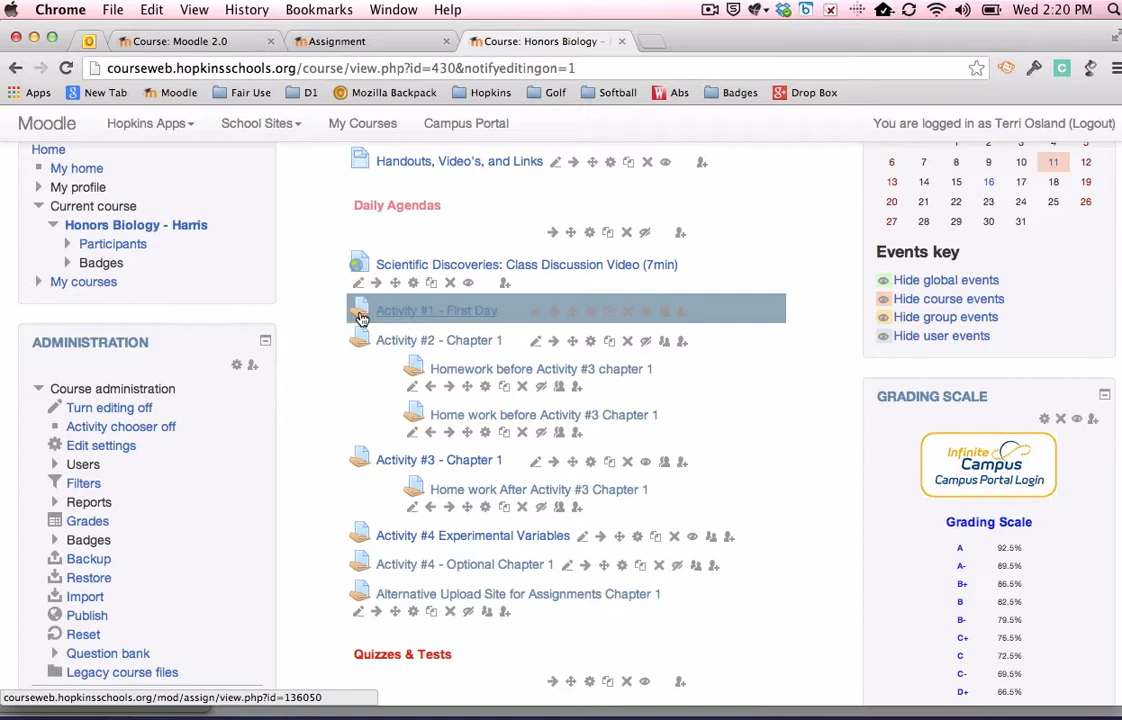 Chrome File Edit View History Bookmarks Window Help
Wed 2:20 PM
Course: Moodle 2.0
Assignment
Course: Honors Biology -
courseweb.hopkinsschools.org/course/view.php?id=430&notifyeditingon=1
Apps New Tab Moodle Fair Use D1 Mozilla Backpack Hopkins Golf Softball Abs Badges Drop Box
Moodle Hopkins Apps School Sites My Courses Campus Portal
You are logged in as Terri Osland (Logout)
Home
My home
My profile
Current course
Honors Biology - Harris
Participants
Badges
My courses
ADMINISTRATION
Course administration
Turn editing off
Activity chooser off
Edit settings
Users
Filters
Reports
Grades
Badges
Backup
Restore
Import
Publish
Reset
Question bank
Legacy course files
Handouts, Video's, and Links
Daily Agendas
Scientific Discoveries: Class Discussion Video (7min)
Activity #1 - First Day
Activity #2 - Chapter 1
Homework before Activity #3 chapter 1
Home work before Activity #3 Chapter 1
Activity #3 - Chapter 1
Home work After Activity #3 Chapter 1
Activity #4 Experimental Variables
Activity #4 - Optional Chapter 1
Alternative Upload Site for Assignments Chapter 1
Quizzes & Tests
6 7 8 9 10 11 12
13 14 15 16 17 18 19
20 21 22 23 24 25 26
27 28 29 30 31
Events key
Hide global events
Hide course events
Hide group events
Hide user events
GRADING SCALE
Infinite
Campus
Campus Portal Login
Grading Scale
A 92.5%
A- 89.5%
B+ 86.5%
B 82.5%
B- 79.5%
C+ 76.5%
C 72.5%
C- 69.5%
D+ 66.5%
courseweb.hopkinsschools.org/mod/assign/view.php?id=136050